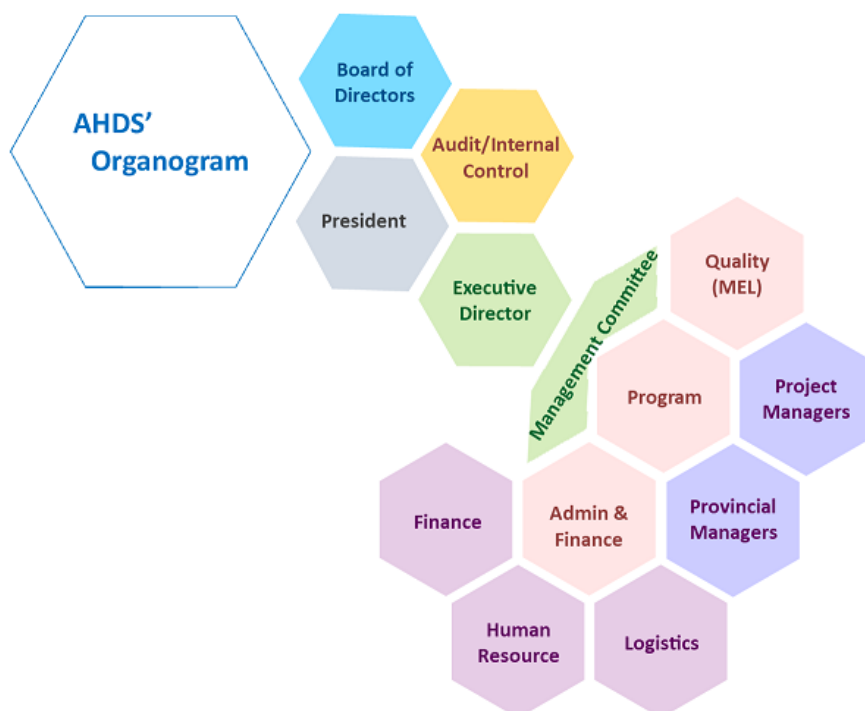 AHDS'
Organogram
Board of
Directors
Audit/Internal
Control
President
Executive
Director
Management Committee
Quality
(MEL)
Program
Project
Managers
Finance
Admin &
Finance
Provincial
Managers
Human
Resource
Logistics